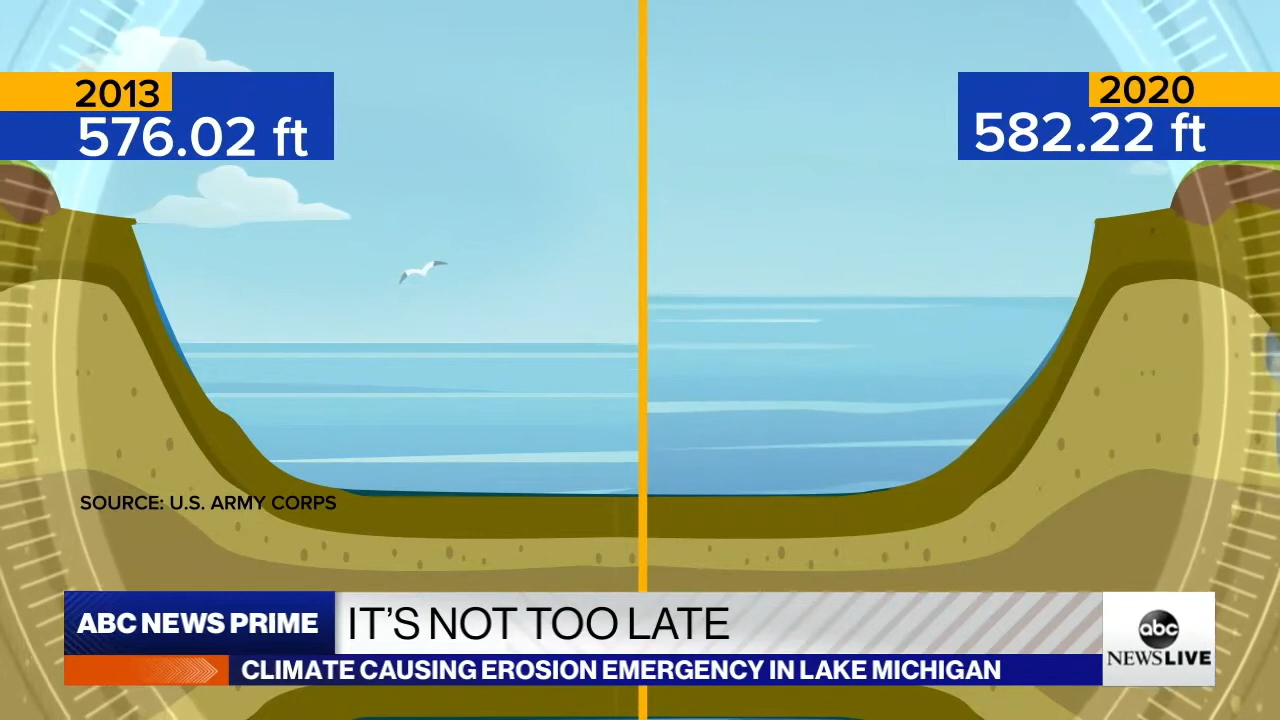 2013
576.02 ft
2020
582.22 ft
SOURCE: U.S. ARMY CORPS
ABC NEWS PRIME
IT'S NOT TOO LATE
CLIMATE CAUSING EROSION EMERGENCY IN LAKE MICHIGAN
abc
NEWSLIVE